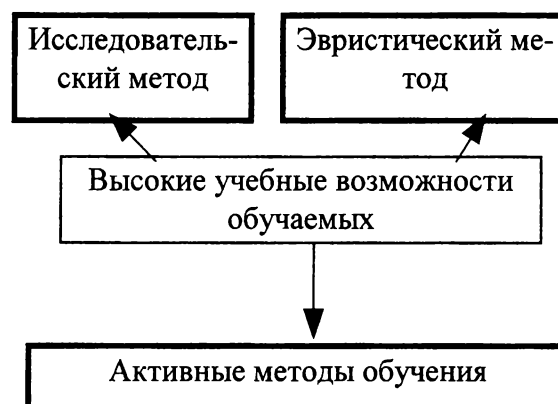 Исследователь-
ский метод
Эвристический ме-
тод
Высокие учебные возможности
обучаемых
Активные методы обучения